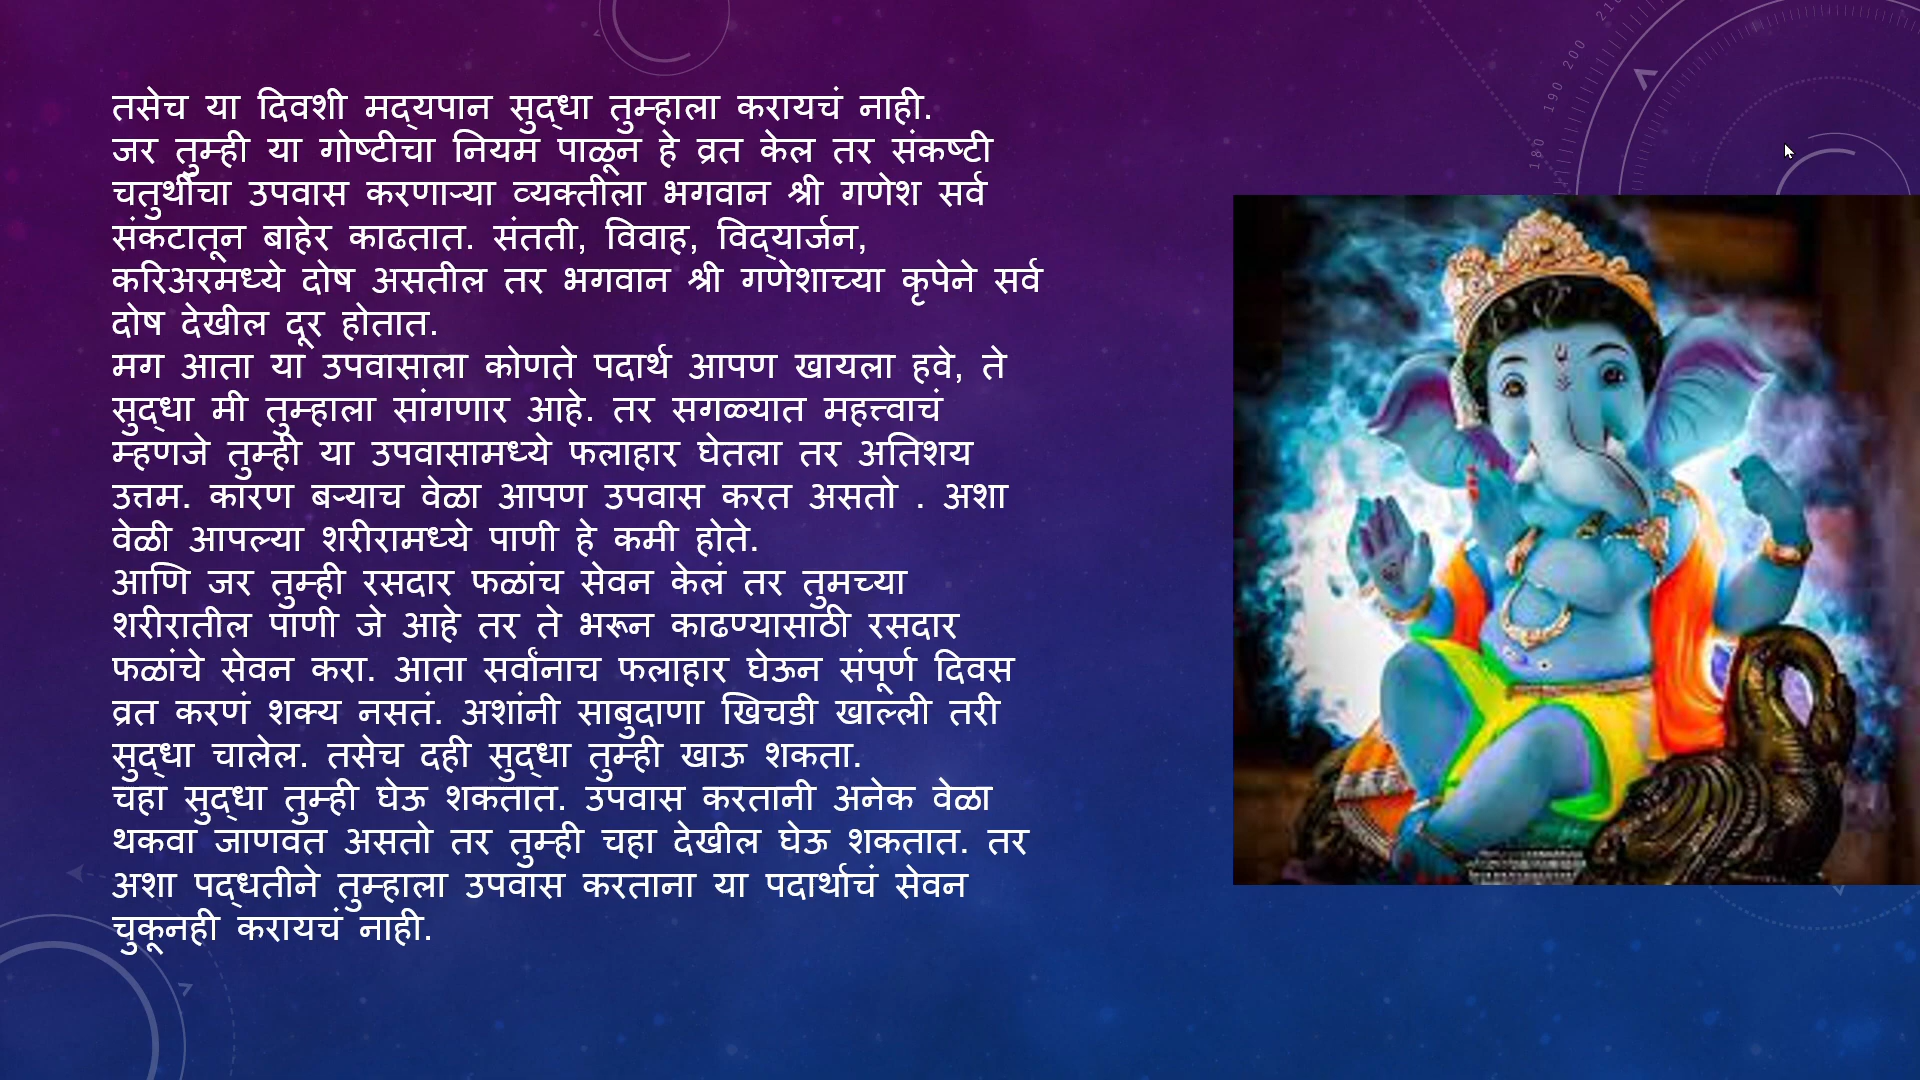 तसेच या दिवशी मद्यपान सुद्धा तुम्हाला करायचं नाही.
जर तुम्ही या गोष्टीचा नियम पाळून हे व्रत केल तर संकष्टी
चतुर्थीचा उपवास करणाऱ्या व्यक्तीला भगवान श्री गणेश सर्व
संकटातून बाहेर काढतात. संतती, विवाह, विद्यार्जन,
करिअरमध्ये दोष असतील तर भगवान श्री गणेशाच्या कृपेने सर्व
दोष देखील दूर होतात.
मग आता या उपवासाला कोणते पदार्थ आपण खायला हवे, ते
सुद्धा मी तुम्हाला सांगणार आहे. तर सगळ्यात महत्त्वाचं
म्हणजे तुम्ही या उपवासामध्ये फलाहार घेतला तर अतिशय
उत्तम. कारण बऱ्याच वेळा आपण उपवास करत असतो . अशा
वेळी आपल्या शरीरामध्ये पाणी हे कमी होते.
आणि जर तुम्ही रसदार फळांच सेवन केलं तर तुमच्या
शरीरातील पाणी जे आहे तर ते भरून काढण्यासाठी रसदार
फळांचे सेवन करा. आता सर्वांनाच फलाहार घेऊन संपूर्ण दिवस
व्रत करणं शक्य नसतं. अशांनी साबुदाणा खिचडी खाल्ली तरी
सुद्धा चालेल. तसेच दही सुद्धा तुम्ही खाऊ शकता.
चहा सुद्धा तुम्ही घेऊ शकतात. उपवास करतानी अनेक वेळा
थकवा जाणवत असतो तर तुम्ही चहा देखील घेऊ शकतात. तर
अशा पद्धतीने तुम्हाला उपवास करताना या पदार्थाचं सेवन
चुकूनही करायचं नाही.
180
190
200